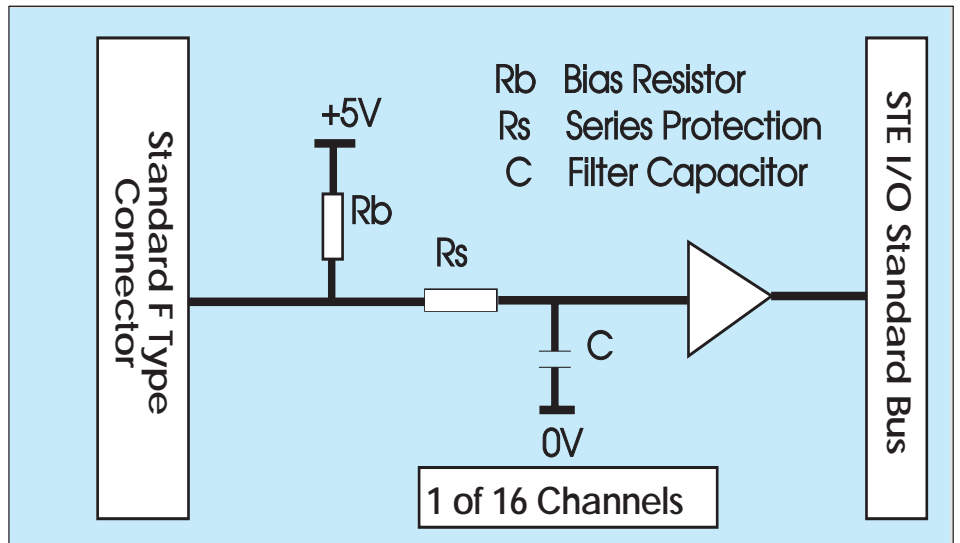 Standard F Type
Connector
+5V
Rb
Rs
Rb Bias Resistor
Rs Series Protection
C Filter Capacitor
C
0V
1 of 16 Channels
STE I/O Standard Bus